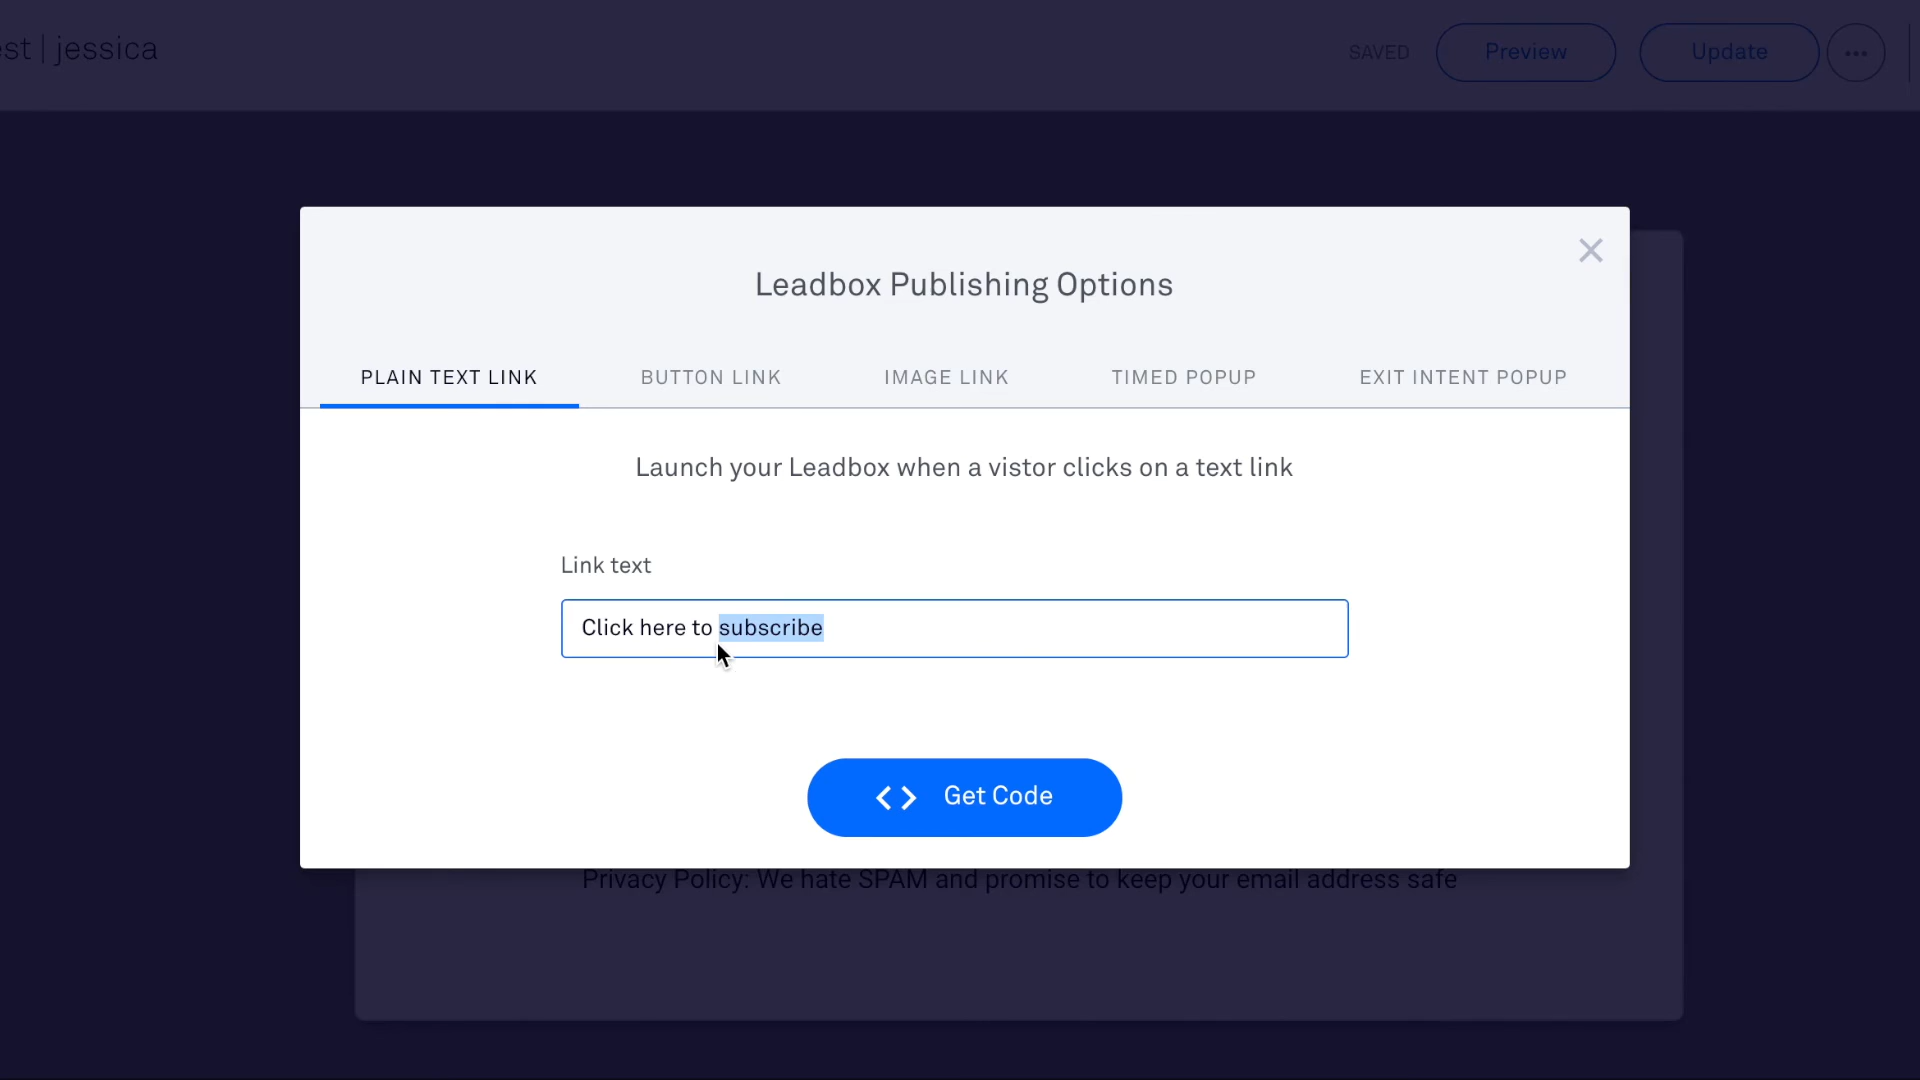 est | jessica
SAVED
Preview
Update
Leadbox Publishing Options
PLAIN TEXT LINK
BUTTON LINK
IMAGE LINK
TIMED POPUP
EXIT INTENT POPUP
Launch your Leadbox when a vistor clicks on a text link
Link text
Click here to subscribe
<> Get Code
Privacy Policy: We hate SPAM and promise to keep your email address safe